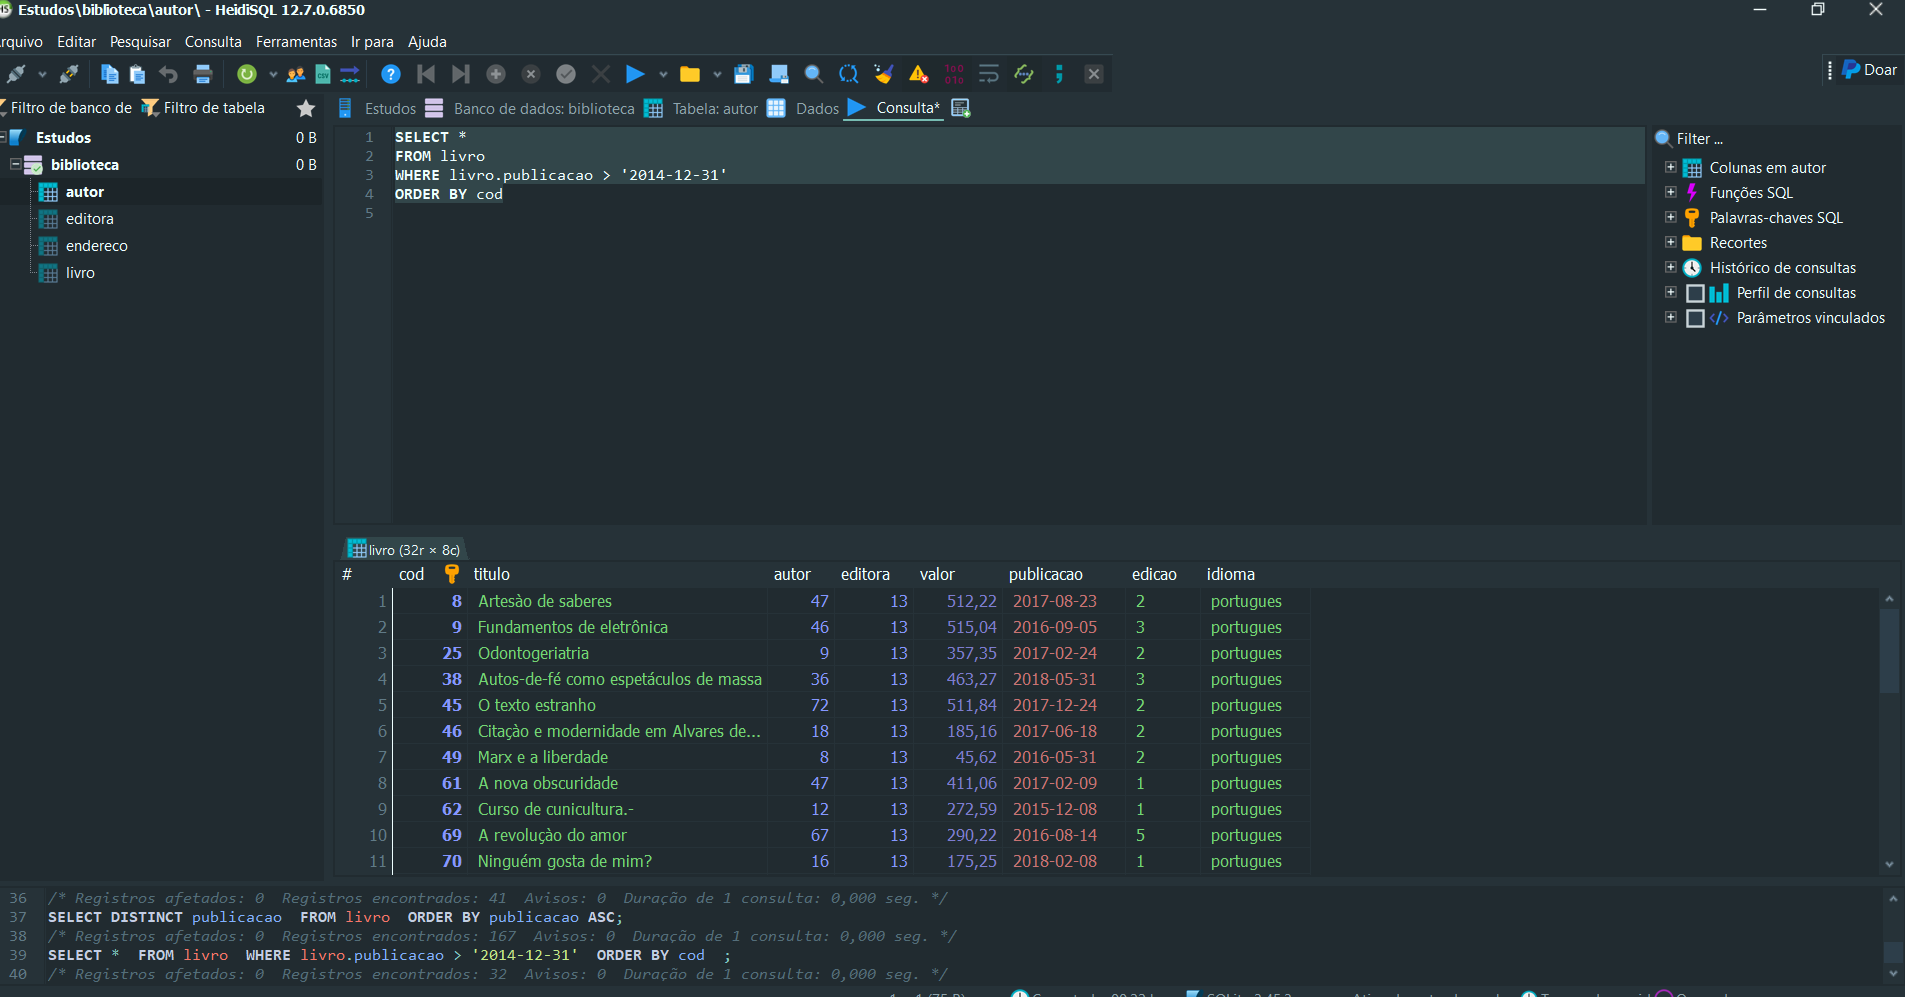 Estudos\biblioteca\autor\ - HeidiSQL 12.7.0.6850
rquivo Editar Pesquisar Consulta Ferramentas Ir para Ajuda
Doar
Filtro de banco de Filtro de tabela
Estudos 0 B
biblioteca 0 B
autor
editora
endereco
livro
Estudos Banco de dados: biblioteca Tabela: autor Dados Consulta*
1 SELECT *
2 FROM livro
3 WHERE livro.publicacao > '2014-12-31'
4 ORDER BY cod
5
Filter ...
Colunas em autor
Funções SQL
Palavras-chaves SQL
Recortes
Histórico de consultas
Perfil de consultas
Parâmetros vinculados
livro (32r × 8c)
# cod titulo autor editora valor publicacao edicao idioma
1 8 Artesào de saberes 47 13 512,22 2017-08-23 2 portugues
2 9 Fundamentos de eletrônica 46 13 515,04 2016-09-05 3 portugues
3 25 Odontogeriatria 9 13 357,35 2017-02-24 2 portugues
4 38 Autos-de-fé como espetáculos de massa 36 13 463,27 2018-05-31 3 portugues
5 45 O texto estranho 72 13 511,84 2017-12-24 2 portugues
6 46 Citaçào e modernidade em Alvares de... 18 13 185,16 2017-06-18 2 portugues
7 49 Marx e a liberdade 8 13 45,62 2016-05-31 2 portugues
8 61 A nova obscuridade 47 13 411,06 2017-02-09 1 portugues
9 62 Curso de cunicultura.- 12 13 272,59 2015-12-08 1 portugues
10 69 A revoluçào do amor 67 13 290,22 2016-08-14 5 portugues
11 70 Ninguém gosta de mim? 16 13 175,25 2018-02-08 1 portugues
36 /* Registros afetados: 0 Registros encontrados: 41 Avisos: 0 Duração de 1 consulta: 0,000 seg. */
37 SELECT DISTINCT publicacao FROM livro ORDER BY publicacao ASC;
38 /* Registros afetados: 0 Registros encontrados: 167 Avisos: 0 Duração de 1 consulta: 0,000 seg. */
39 SELECT * FROM livro WHERE livro.publicacao > '2014-12-31' ORDER BY cod ;
40 /* Registros afetados: 0 Registros encontrados: 32 Avisos: 0 Duração de 1 consulta: 0,000 seg. */